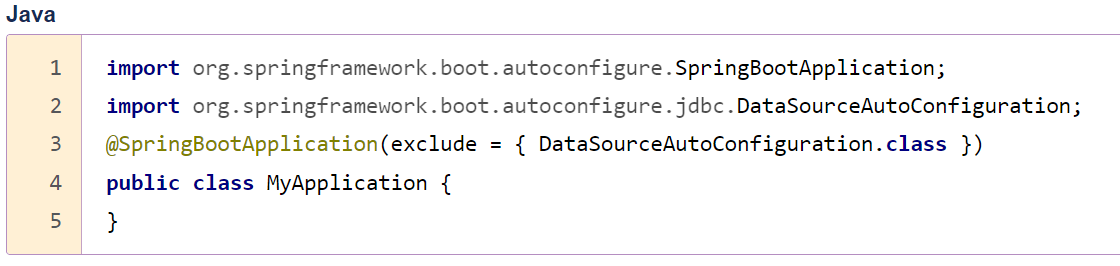 Java
1 import org.springframework.boot.autoconfigure.SpringBootApplication;
2 import org.springframework.boot.autoconfigure.jdbc.DataSourceAutoConfiguration;
3 @SpringBootApplication(exclude = { DataSourceAutoConfiguration.class })
4 public class MyApplication {
5 }